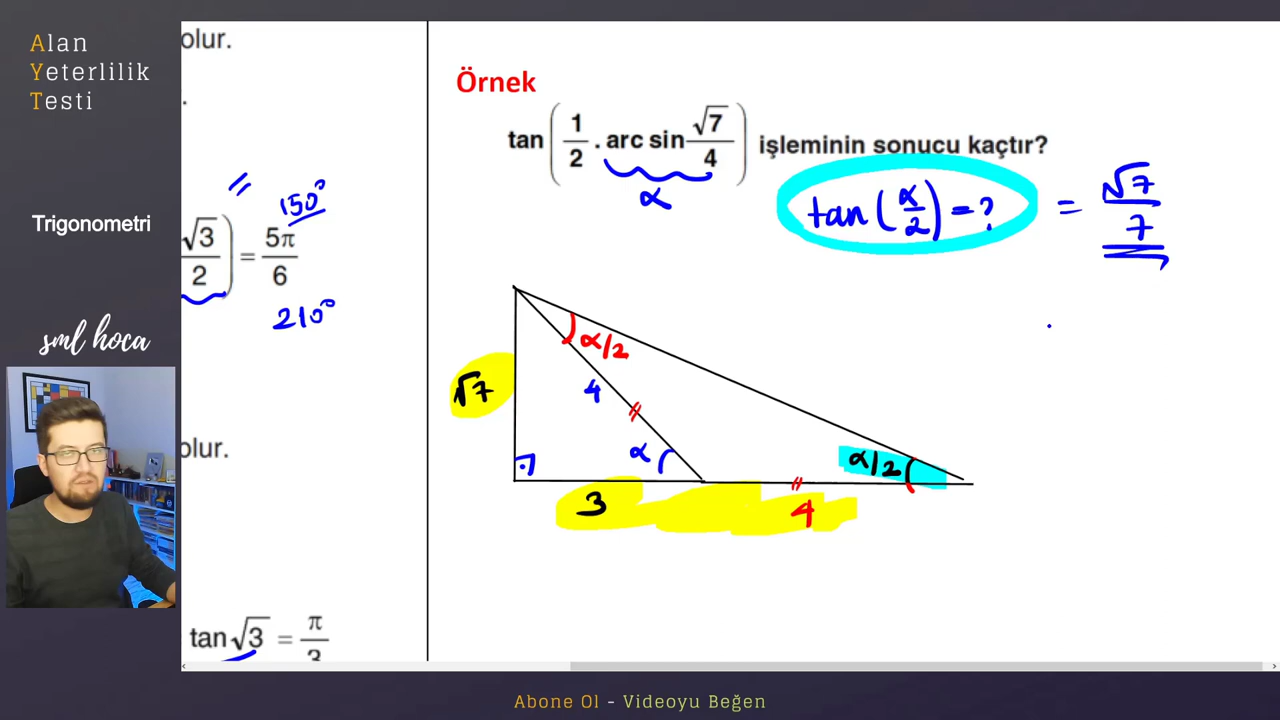 Alan
Yeterlilik
Testi
Trigonometri
sml hoca
olur.
.
=
150°
√3/2) = 5π/6
210°
olur.
tan√3 = π/3
Örnek
tan(1/2 . arc sin √7/4) işleminin sonucu kaçtır?
α
tan(α/2) = ? = √7/7
α/2
√7
4
α
α/2
3
4
Abone Ol - Videoyu Beğen